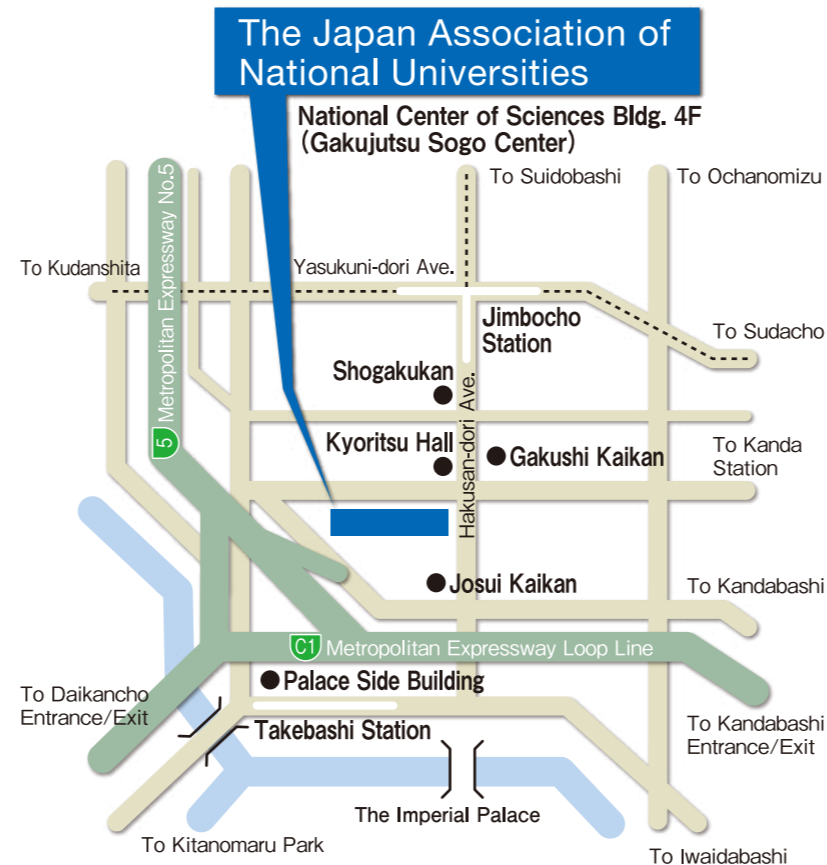 The Japan Association of
National Universities
National Center of Sciences Bldg. 4F
(Gakujutsu Sogo Center)
Metropolitan Expressway No.5
5
To Suidobashi
To Ochanomizu
To Kudanshita
Yasukuni-dori Ave.
Jimbocho
Station
To Sudacho
Shogakukan
Hakusan-dori Ave.
Kyoritsu Hall
Gakushi Kaikan
To Kanda
Station
Josui Kaikan
To Kandabashi
C1
Metropolitan Expressway Loop Line
Palace Side Building
To Daikancho
Entrance/Exit
Takebashi Station
To Kandabashi
Entrance/Exit
The Imperial Palace
To Kitanomaru Park
To Iwaidabashi